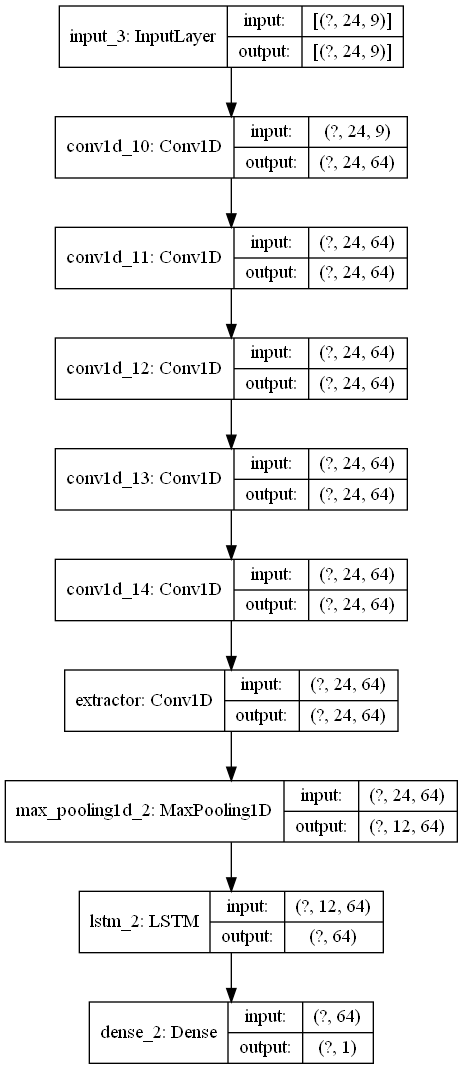 input_3: InputLayer
input: [(?, 24, 9)]
output: [(?, 24, 9)]
conv1d_10: Conv1D
input: (?, 24, 9)
output: (?, 24, 64)
conv1d_11: Conv1D
input: (?, 24, 64)
output: (?, 24, 64)
conv1d_12: Conv1D
input: (?, 24, 64)
output: (?, 24, 64)
conv1d_13: Conv1D
input: (?, 24, 64)
output: (?, 24, 64)
conv1d_14: Conv1D
input: (?, 24, 64)
output: (?, 24, 64)
extractor: Conv1D
input: (?, 24, 64)
output: (?, 24, 64)
max_pooling1d_2: MaxPooling1D
input: (?, 24, 64)
output: (?, 12, 64)
lstm_2: LSTM
input: (?, 12, 64)
output: (?, 64)
dense_2: Dense
input: (?, 64)
output: (?, 1)